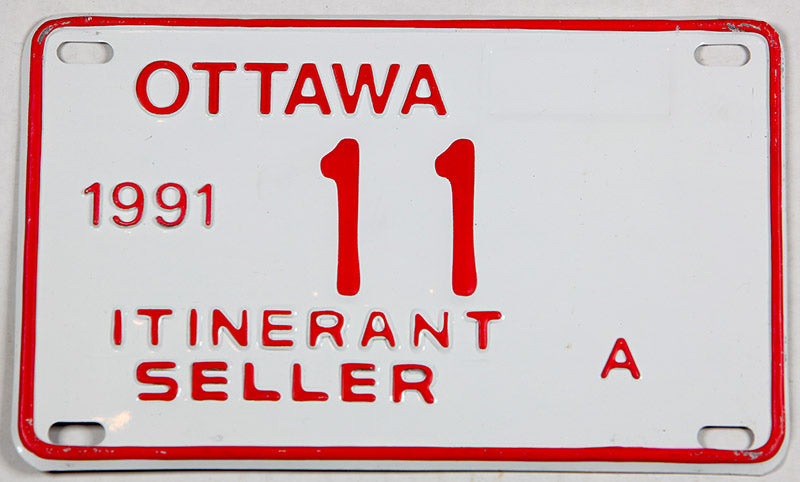 OTTAWA
1991 11
ITINERANT
SELLER A